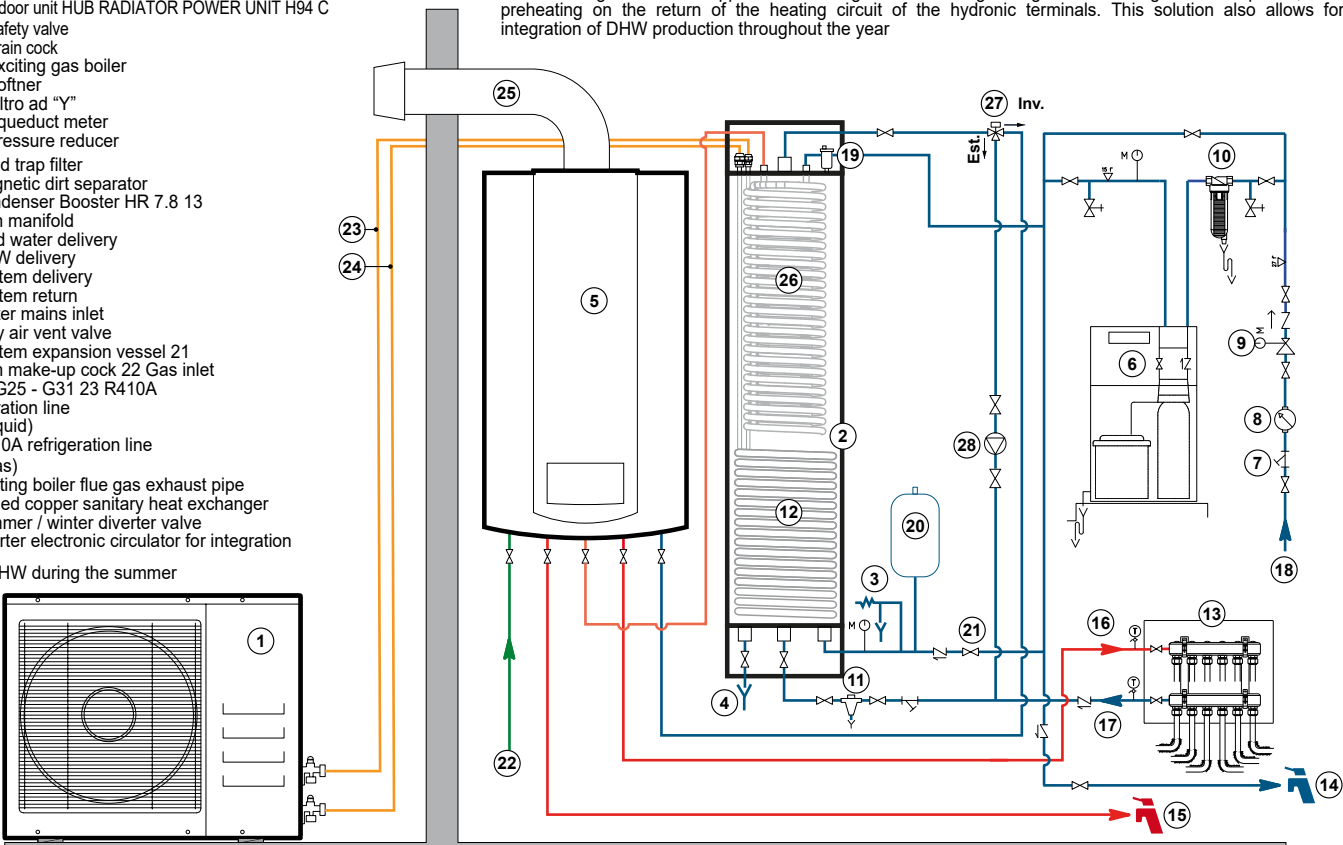 door unit HUB RADIATOR POWER UNIT H94 C
afety valve
rain cock
xciting gas boiler
oftner
ltro ad “Y”
queduct meter
ressure reducer
d trap filter
gnetic dirt separator
ndenser Booster HR 7.8 13
n manifold
d water delivery
W delivery
tem delivery
tem return
ter mains inlet
y air vent valve
tem expansion vessel 21
n make-up cock 22 Gas inlet
G25 - G31 23 R410A
ration line
quid)
10A refrigeration line
as)
ting boiler flue gas exhaust pipe
ed copper sanitary heat exchanger
mer / winter diverter valve
rter electronic circulator for integration
HW during the summer
preheating on the return of the heating circuit of the hydronic terminals. This solution also allows for
integration of DHW production throughout the year
25
27 Inv.
Est.
19
M
10
23
24
5
26
6
M
9
2
8
28
7
12
20
18
3
13
1
M
21
16
T
11
T
4
17
22
14
15